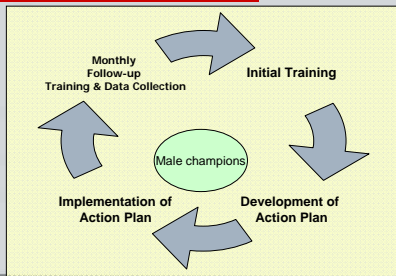 Monthly
Follow-up
Training & Data Collection
Initial Training
Male champions
Implementation of
Action Plan
Development of
Action Plan